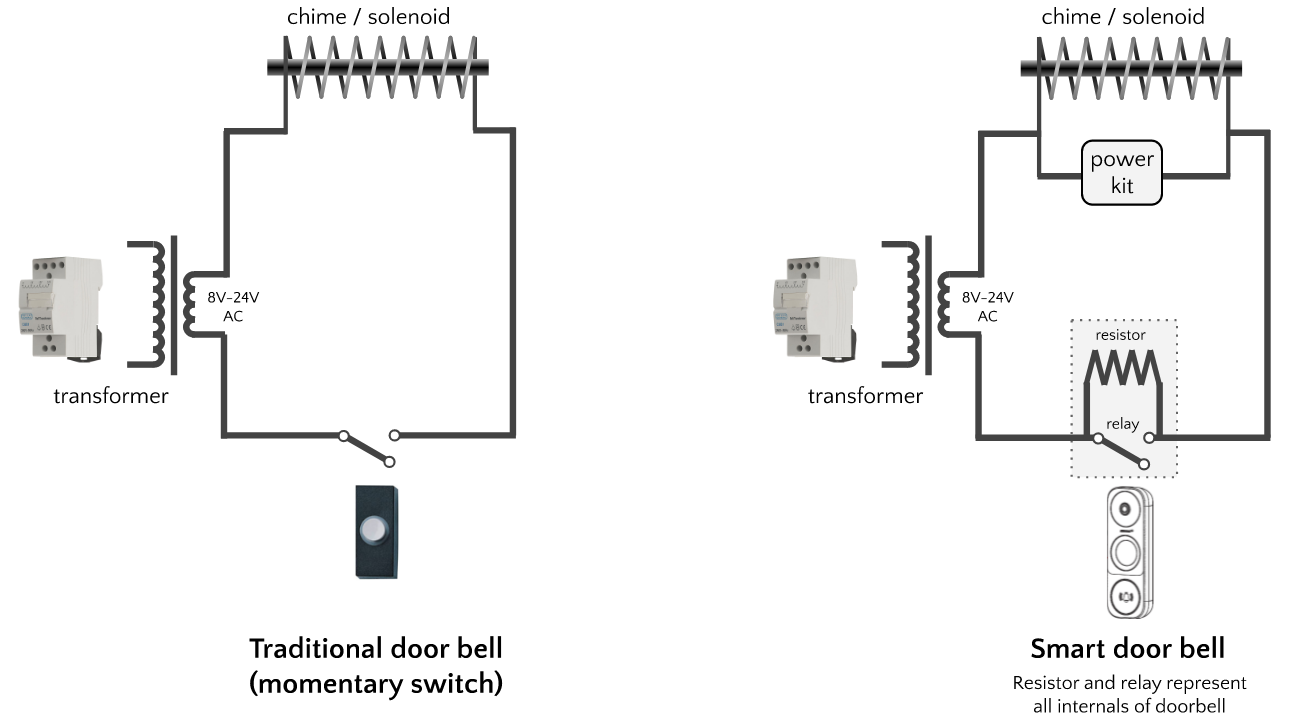 chime / solenoid
8V-24V
AC
transformer
Traditional door bell
(momentary switch)
chime / solenoid
power
kit
8V-24V
AC
transformer
resistor
relay
Smart door bell
Resistor and relay represent
all internals of doorbell